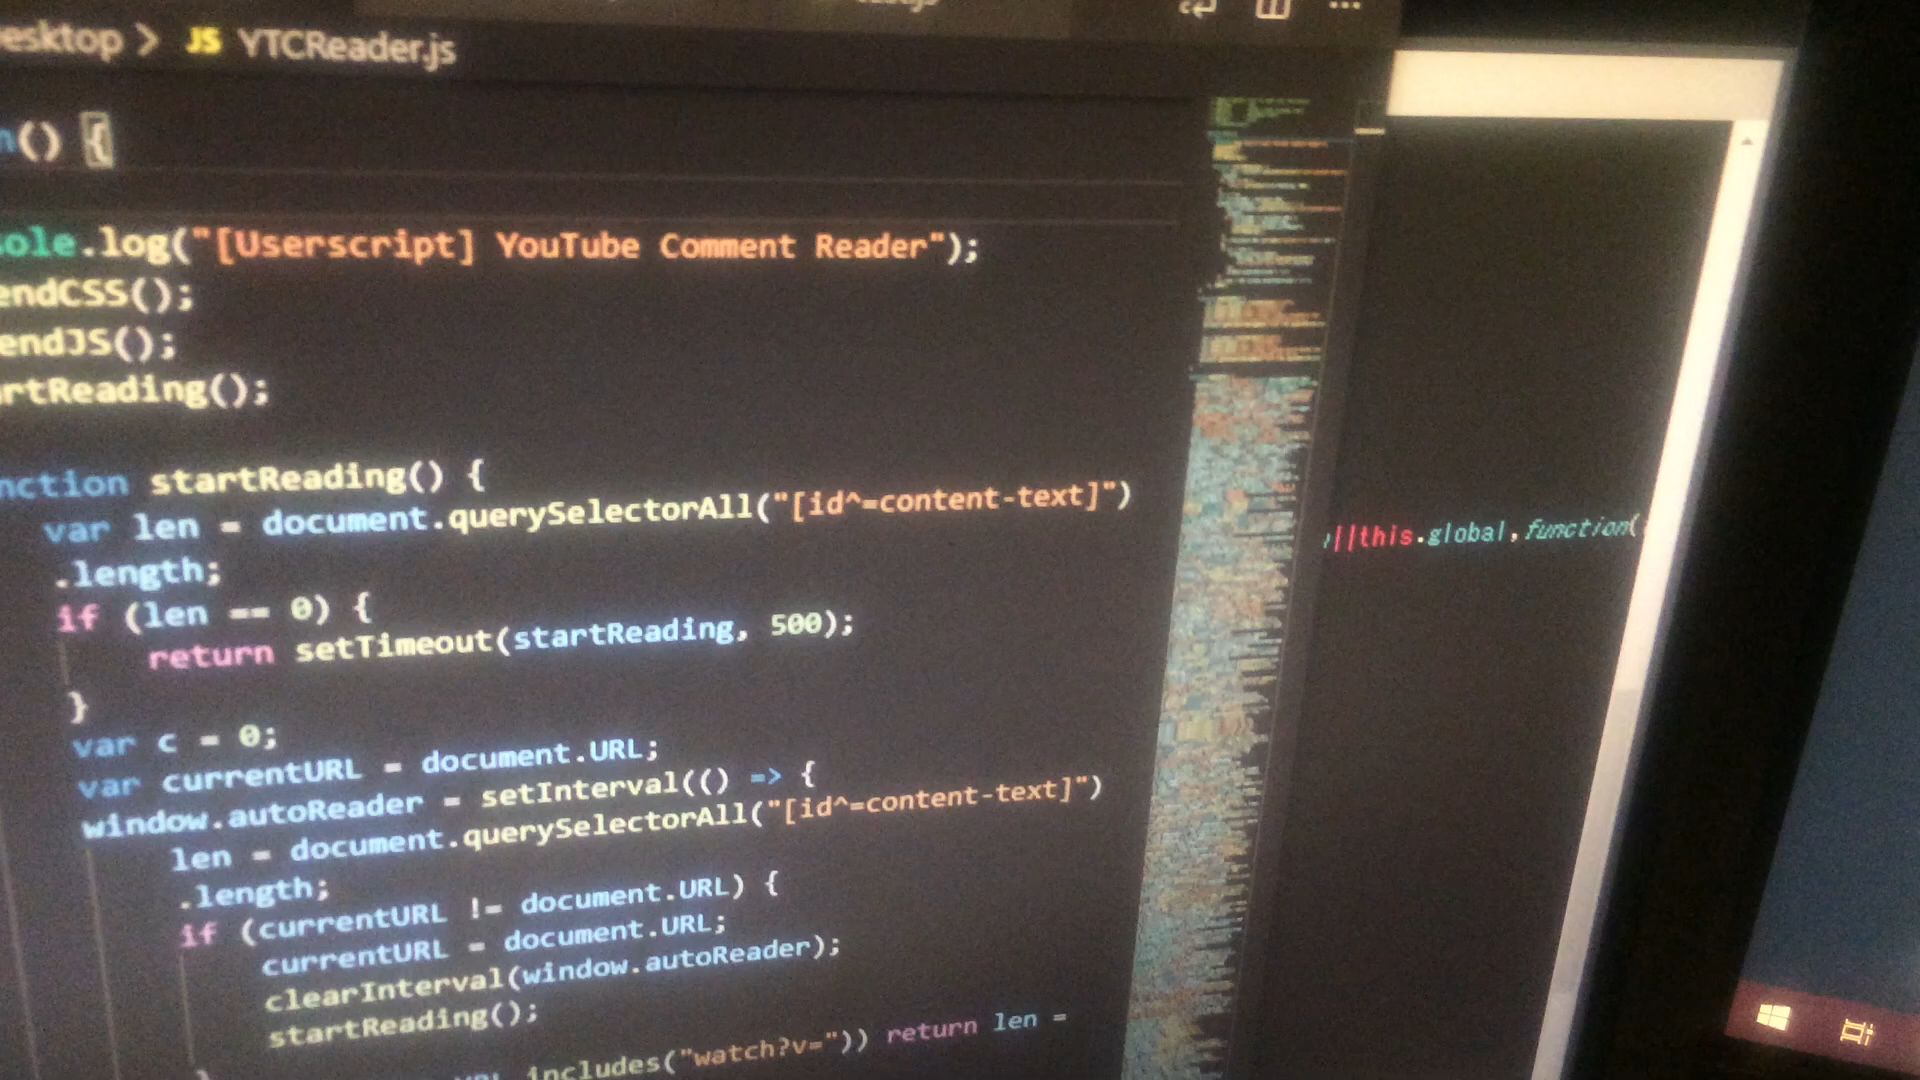 esktop > JS YTCReader.js
n() {
sole.log("[Userscript] YouTube Comment Reader");
endCSS();
endJS();
artReading();
nction startReading() {
var len = document.querySelectorAll("[id^=content-text]")
.length;
if (len == 0) {
return setTimeout(startReading, 500);
}
var c = 0;
var currentURL = document.URL;
window.autoReader = setInterval(() => {
len = document.querySelectorAll("[id^=content-text]")
.length;
if (currentURL != document.URL) {
currentURL = document.URL;
clearInterval(window.autoReader);
startReading();
}
URL.includes("watch?v=")) return len =
)||this.global,function(